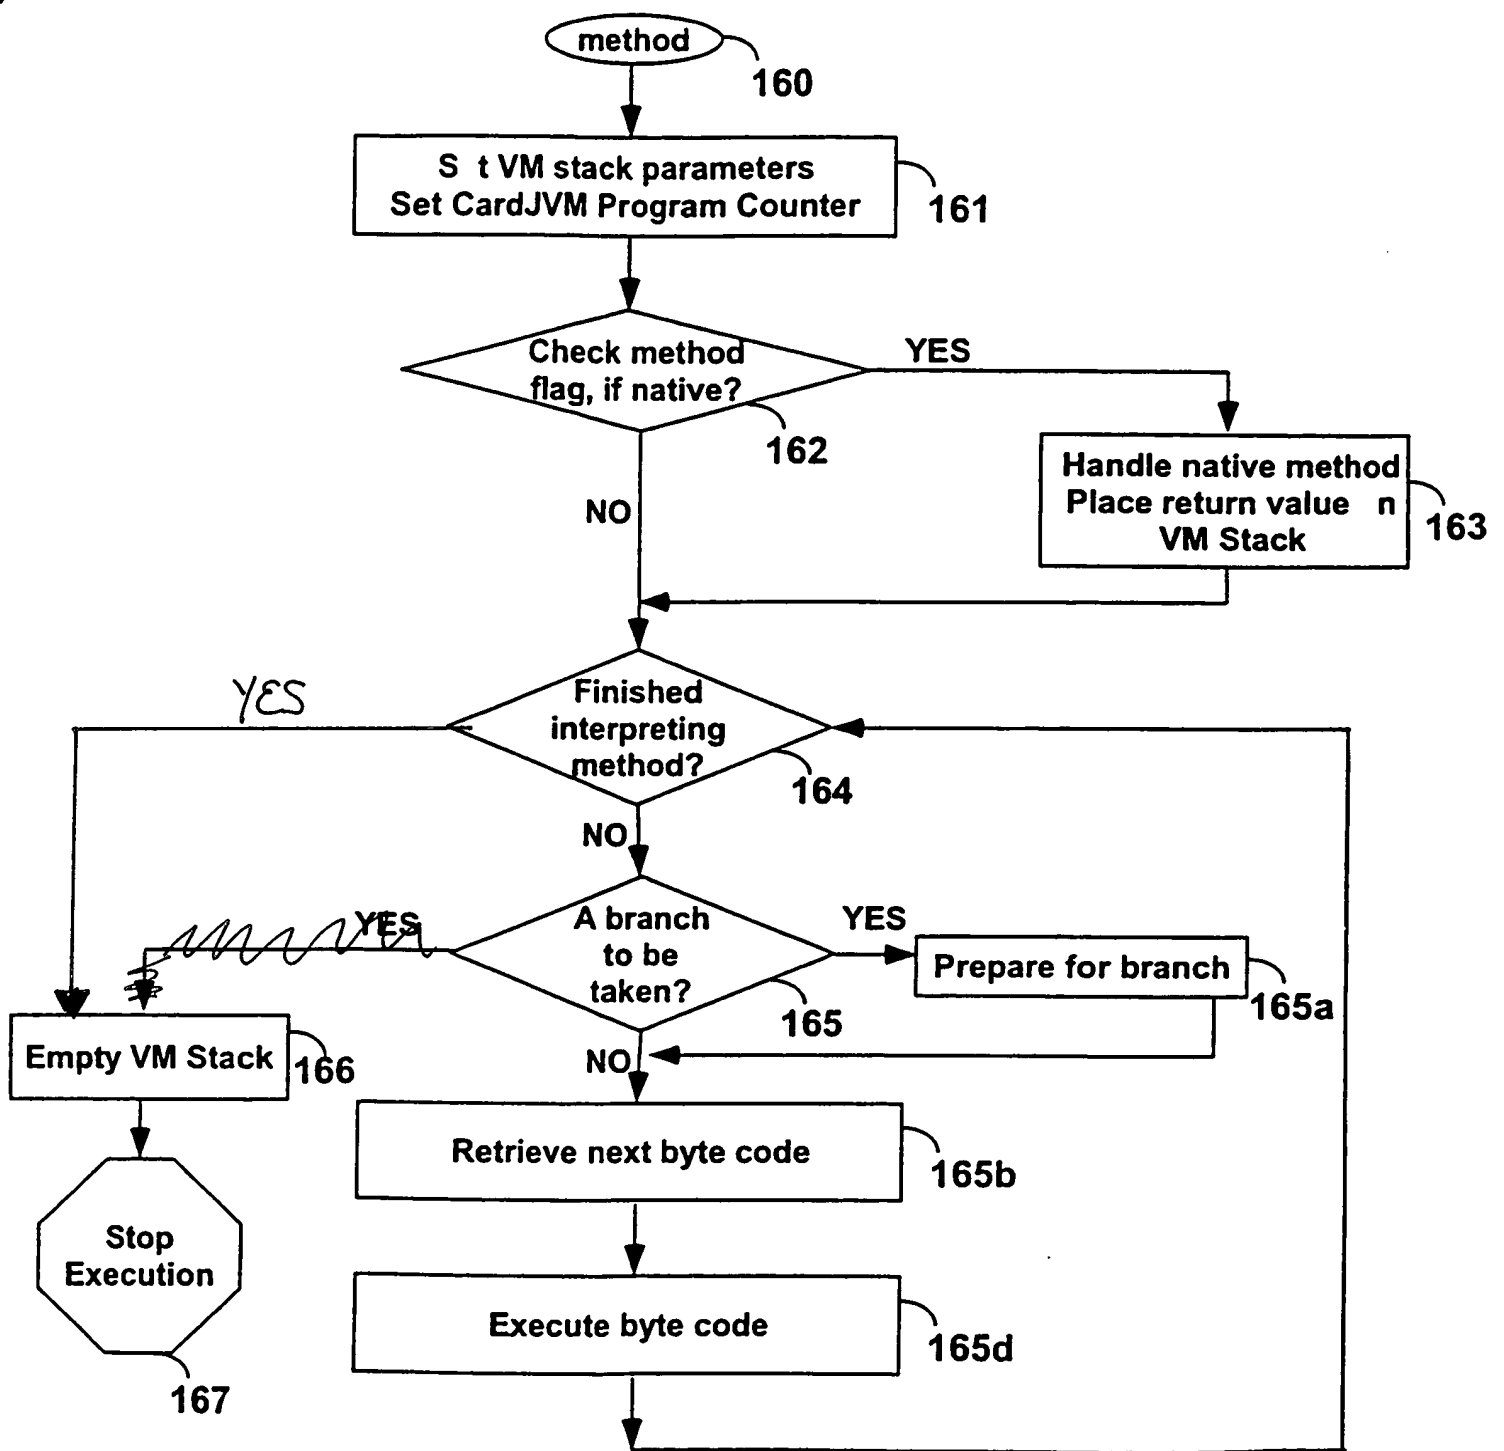 method
160
S t VM stack parameters
Set CardJVM Program Counter
161
Check method
flag, if native?
162
YES
Handle native method
Place return value n
VM Stack
163
NO
YES
Finished
interpreting
method?
164
NO
YES
A branch
to be
taken?
165
YES
Prepare for branch
165a
NO
Empty VM Stack
166
Retrieve next byte code
165b
Stop
Execution
167
Execute byte code
165d